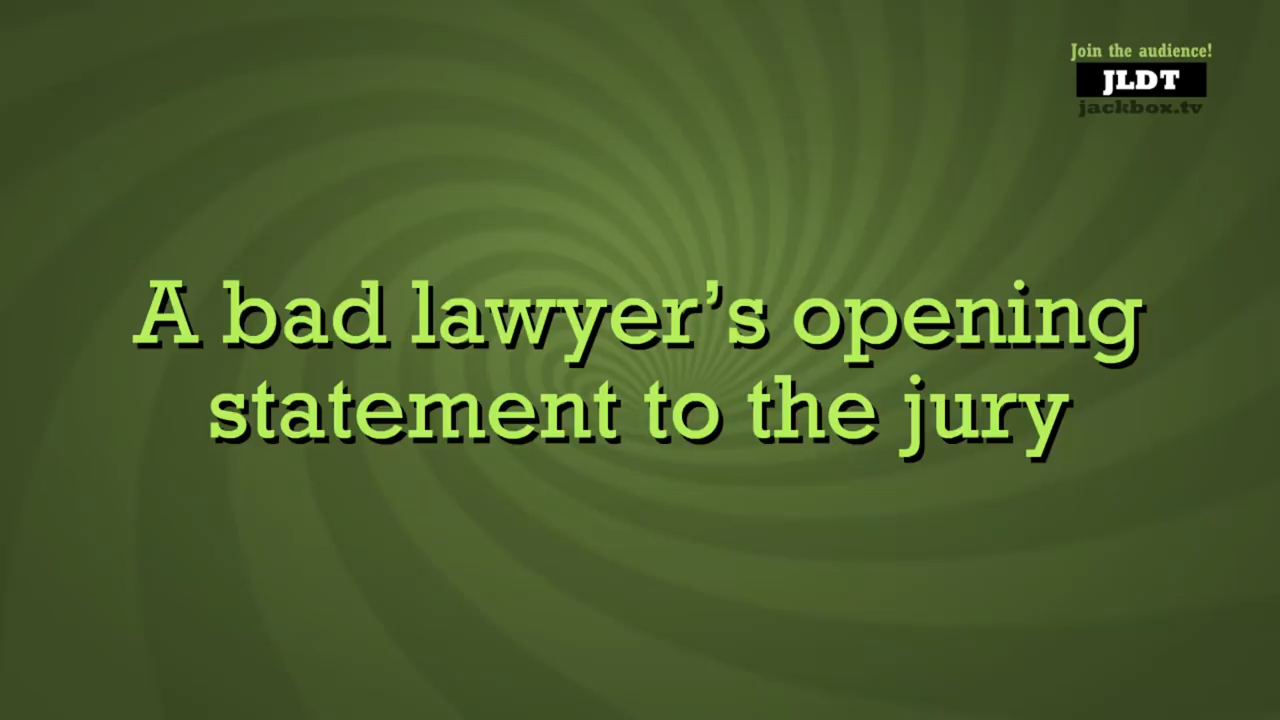 Join the audience!
JLDT
jackbox.tv
A bad lawyer’s opening
statement to the jury